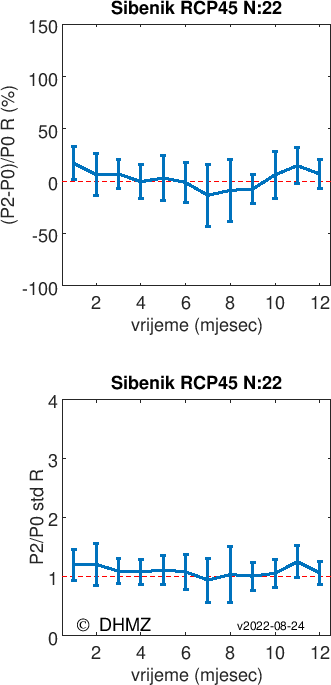 Sibenik RCP45 N:22
150
100
50
0
-50
-100
(P2-P0)/P0 R (%)
2 4 6 8 10 12
vrijeme (mjesec)
Sibenik RCP45 N:22
4
3
2
1
0
P2/P0 std R
© DHMZ
v2022-08-24
2 4 6 8 10 12
vrijeme (mjesec)